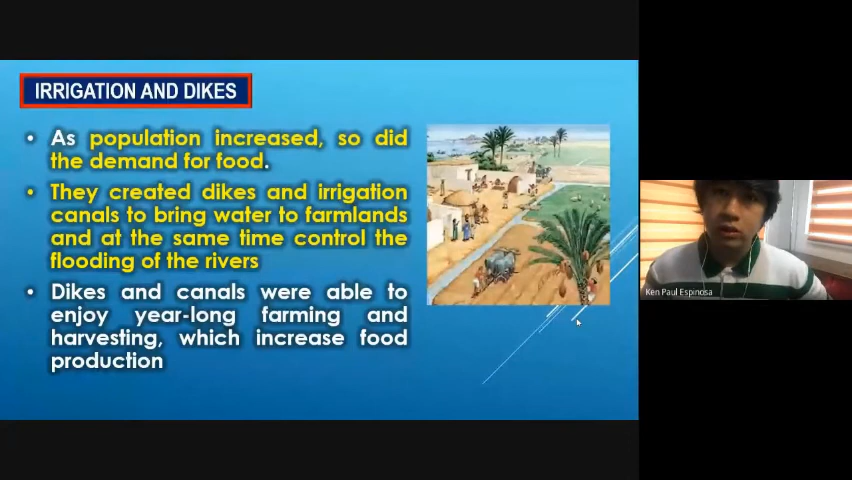 IRRIGATION AND DIKES
• As population increased, so did
the demand for food.
• They created dikes and irrigation
canals to bring water to farmlands
and at the same time control the
flooding of the rivers
• Dikes and canals were able to
enjoy year-long farming and
harvesting, which increase food
production
Ken Paul Espinosa